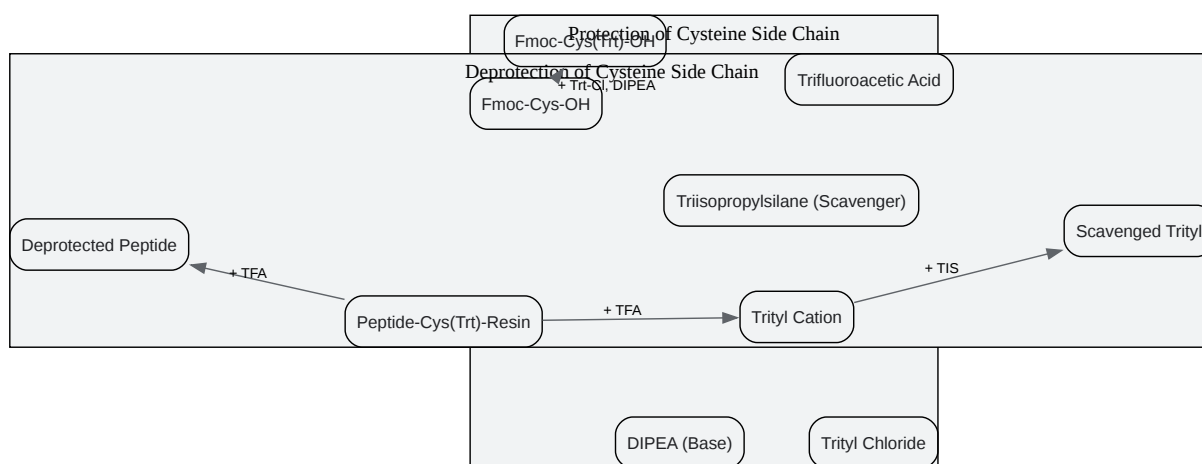 Protection of Cysteine Side Chain
Fmoc-Cys(Trt)-OH
Deprotection of Cysteine Side Chain
Trifluoroacetic Acid
+ Trt-Cl, DIPEA
Fmoc-Cys-OH
Triisopropylsilane (Scavenger)
Deprotected Peptide
Scavenged Trityl
+ TFA
+ TIS
Peptide-Cys(Trt)-Resin
+ TFA
Trityl Cation
DIPEA (Base)
Trityl Chloride